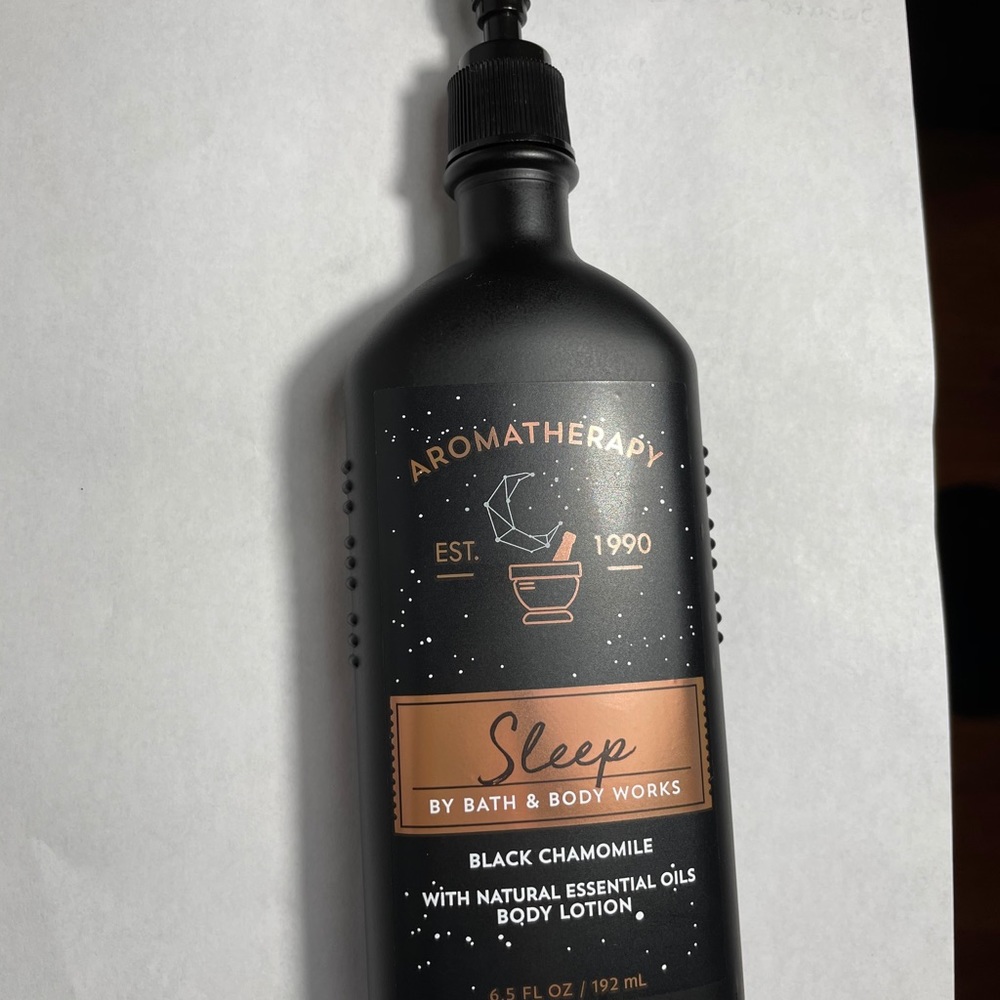 AROMATHERAPY
EST. 1990
Sleep
BY BATH & BODY WORKS
BLACK CHAMOMILE
WITH NATURAL ESSENTIAL OILS
BODY LOTION
6.5 FL OZ / 192 mL